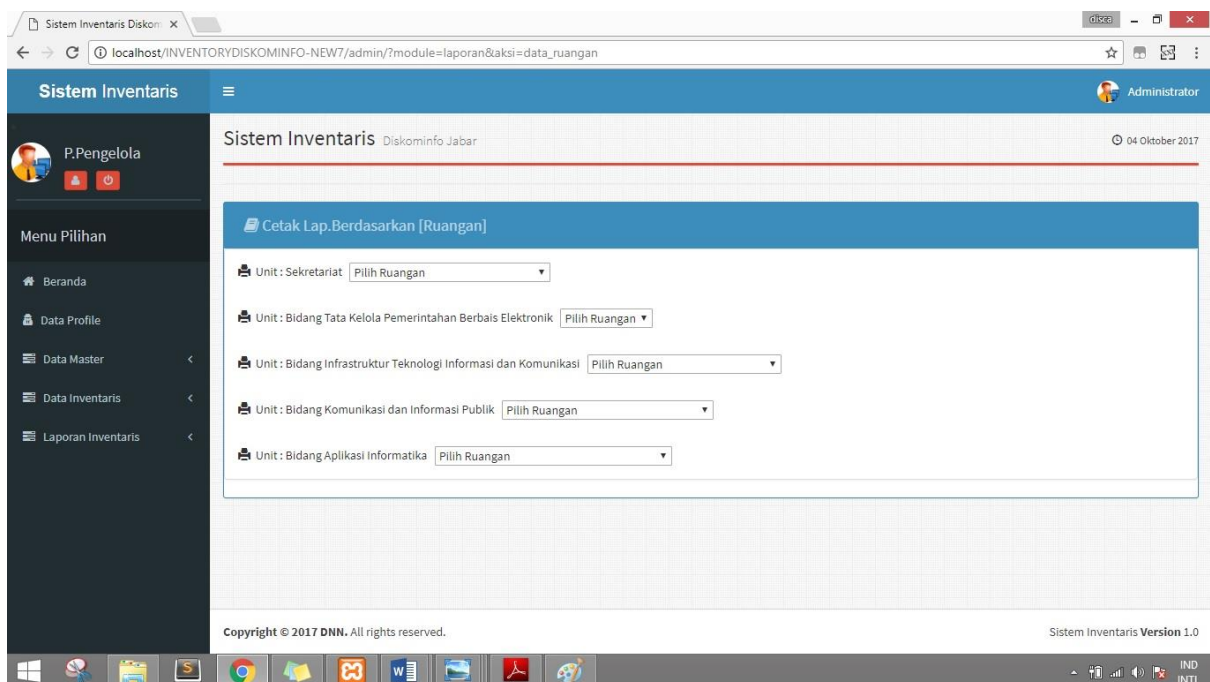 Sistem Inventaris Diskom
disca
localhost/INVENTORYDISKOMINFO-NEW7/admin/?module=laporan&aksi=data_ruangan
Sistem Inventaris
Administrator
P.Pengelola
Sistem Inventaris Diskominfo Jabar
04 Oktober 2017
Menu Pilihan
Beranda
Data Profile
Data Master
Data Inventaris
Laporan Inventaris
Cetak Lap.Berdasarkan [Ruangan]
Unit : Sekretariat Pilih Ruangan
Unit : Bidang Tata Kelola Pemerintahan Berbais Elektronik Pilih Ruangan
Unit : Bidang Infrastruktur Teknologi Informasi dan Komunikasi Pilih Ruangan
Unit : Bidang Komunikasi dan Informasi Publik Pilih Ruangan
Unit : Bidang Aplikasi Informatika Pilih Ruangan
Copyright © 2017 DNN. All rights reserved.
Sistem Inventaris Version 1.0
IND
INTL